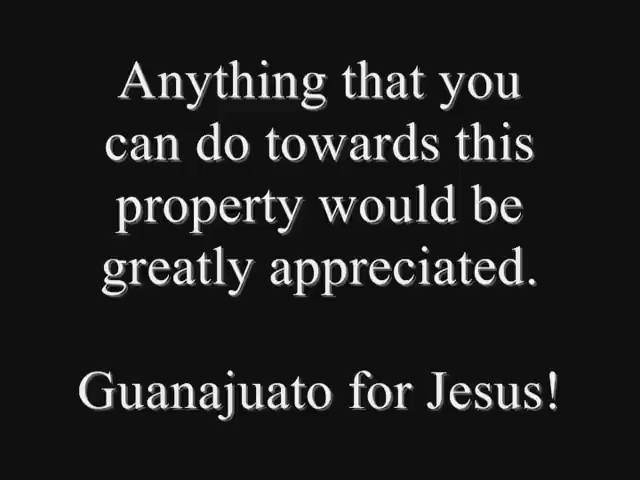 Anything that you
can do towards this
property would be
greatly appreciated.
Guanajuato for Jesus!